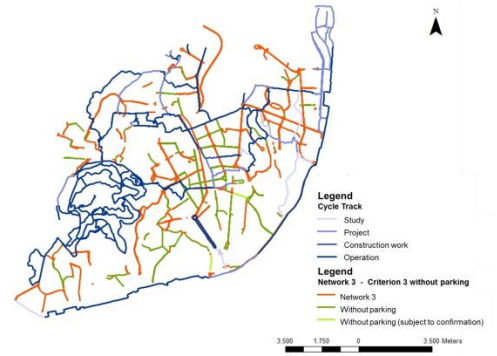 N
Legend
Cycle Track
Study
Project
Construction work
Operation
Legend
Network 3 - Criterion 3 without parking
Network 3
Without parking
Without parking (subject to confirmation)
3.500 1.750 0 3.500 Meters